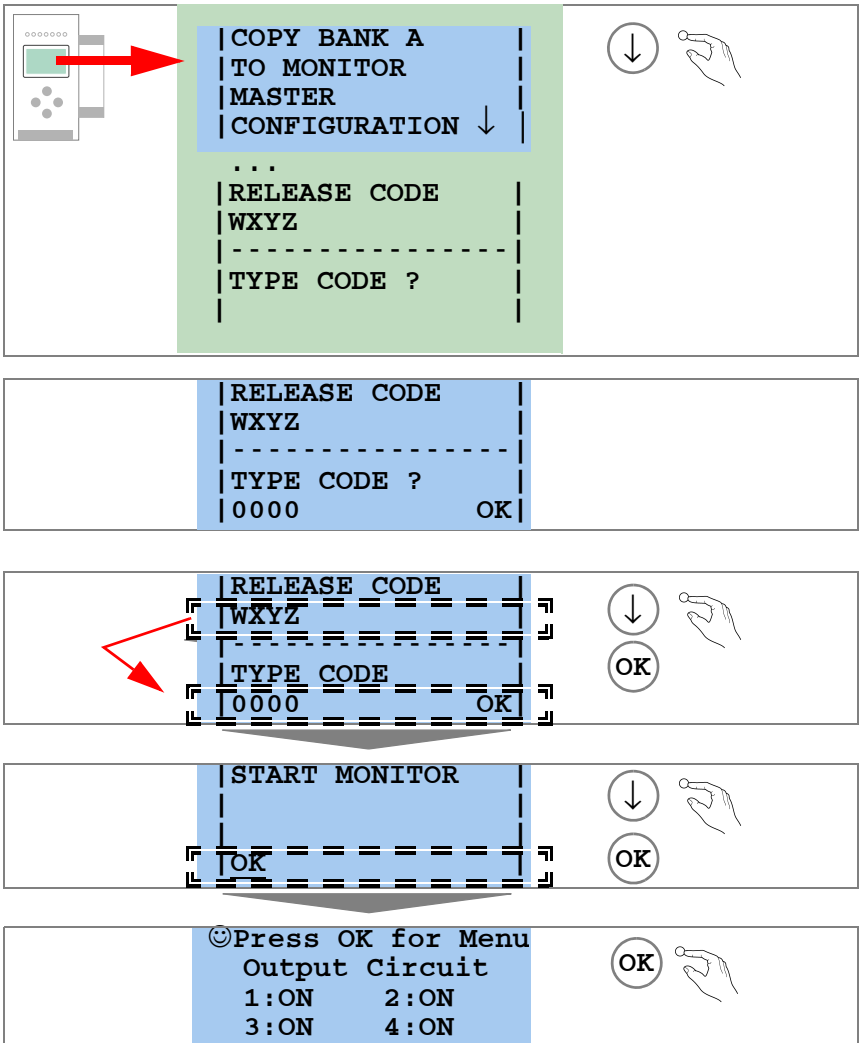 |COPY BANK A |
|TO MONITOR |
|MASTER |
|CONFIGURATION ↓ |
↓
...
|RELEASE CODE |
|WXYZ |
|----------------|
|TYPE CODE ? |
| |
|RELEASE CODE |
|WXYZ |
|----------------|
|TYPE CODE ? |
|0000 OK|
|RELEASE CODE |
|WXYZ |
↓
|----------------|
|TYPE CODE |
OK
|0000 OK|
|START MONITOR |
↓
| |
| |
|OK |
OK
☺Press OK for Menu
OK
Output Circuit
1:ON 2:ON
3:ON 4:ON